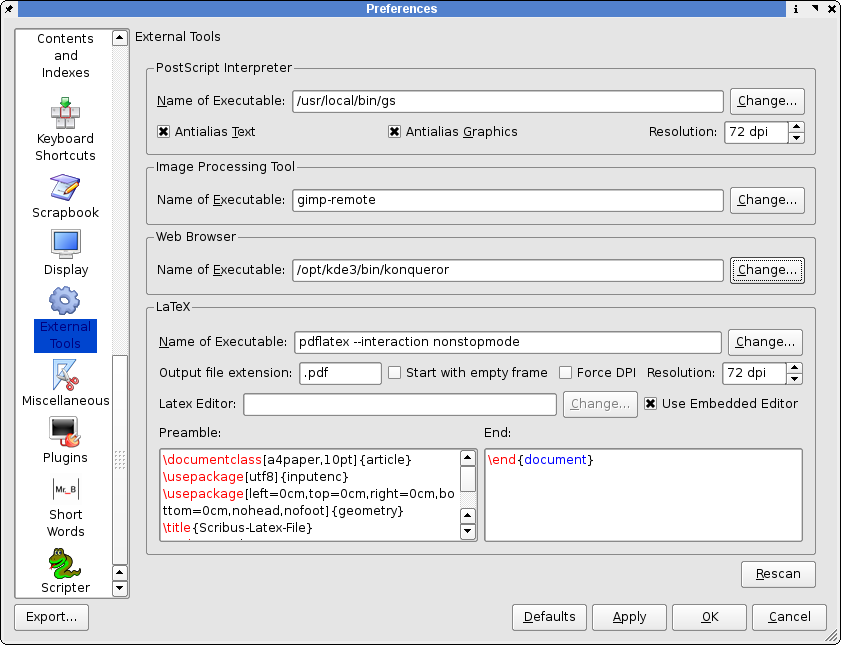 Preferences
Contents
and
Indexes
Keyboard
Shortcuts
Scrapbook
Display
External
Tools
Miscellaneous
Plugins
Mr_B
Short
Words
Scripter
External Tools
PostScript Interpreter
Name of Executable: /usr/local/bin/gs Change...
Antialias Text Antialias Graphics Resolution: 72 dpi
Image Processing Tool
Name of Executable: gimp-remote Change...
Web Browser
Name of Executable: /opt/kde3/bin/konqueror Change...
LaTeX
Name of Executable: pdflatex --interaction nonstopmode Change...
Output file extension: .pdf Start with empty frame Force DPI Resolution: 72 dpi
Latex Editor: Change... Use Embedded Editor
Preamble:
\documentclass[a4paper,10pt]{article}
\usepackage[utf8]{inputenc}
\usepackage[left=0cm,top=0cm,right=0cm,bo
ttom=0cm,nohead,nofoot]{geometry}
\title{Scribus-Latex-File}
End:
\end{document}
Rescan
Export... Defaults Apply OK Cancel